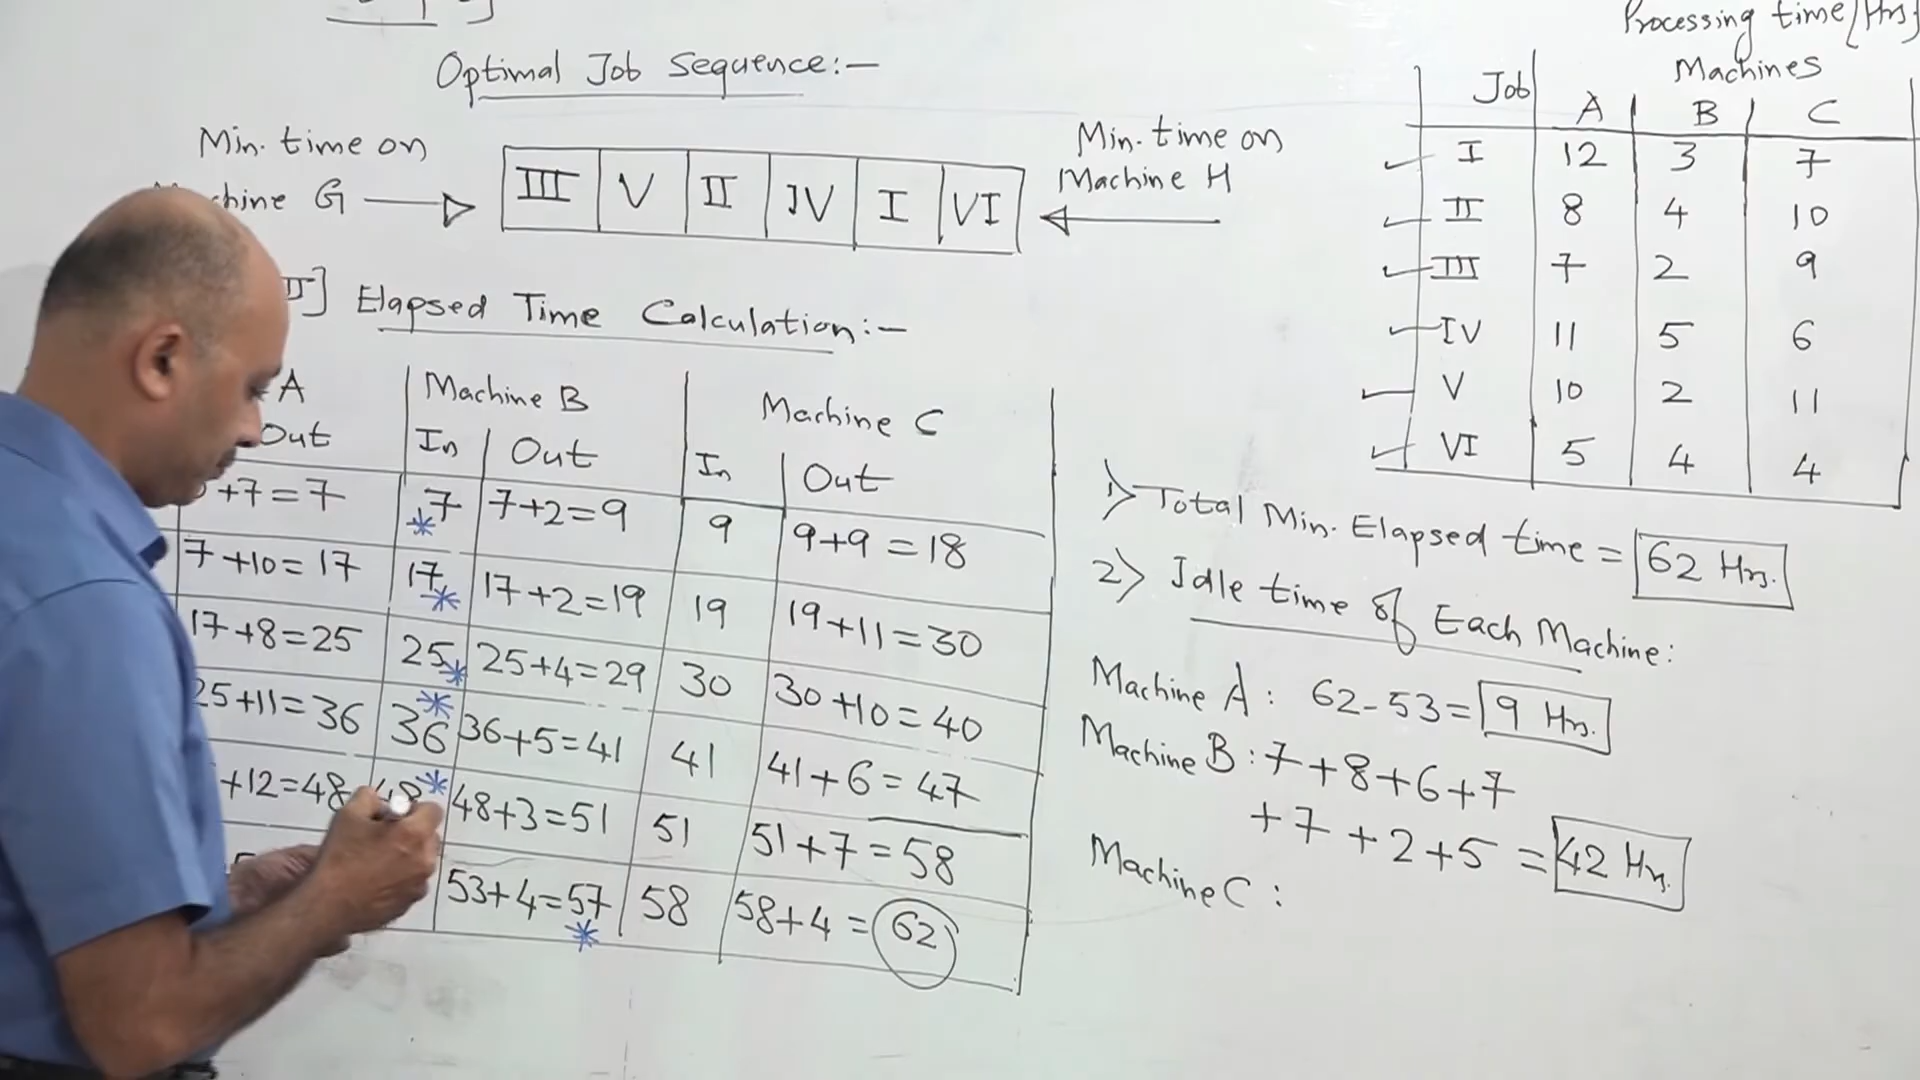 Optimal Job Sequence:-
Min. time on
Machine G
III V II IV I VI
Min. time on
Machine H
II] Elapsed Time Calculation:-
A | Machine B | Machine C
Out | In | Out | In | Out
+7=7 | 7* | 7+2=9 | 9 | 9+9=18
7+10=17 | 17* | 17+2=19 | 19 | 19+11=30
17+8=25 | 25* | 25+4=29 | 30 | 30+10=40
25+11=36 | 36* | 36+5=41 | 41 | 41+6=47
+12=48 | 48* | 48+3=51 | 51 | 51+7=58
53+4=57* | 58 | 58+4=62
Processing time [Hrs]
Machines
Job | A | B | C
I | 12 | 3 | 7
II | 8 | 4 | 10
III | 7 | 2 | 9
IV | 11 | 5 | 6
V | 10 | 2 | 11
VI | 5 | 4 | 4
1> Total Min. Elapsed time = 62 Hrs.
2> Idle time of Each Machine:
Machine A: 62-53= 9 Hrs.
Machine B: 7+8+6+7
+7+2+5 = 42 Hrs.
Machine C: